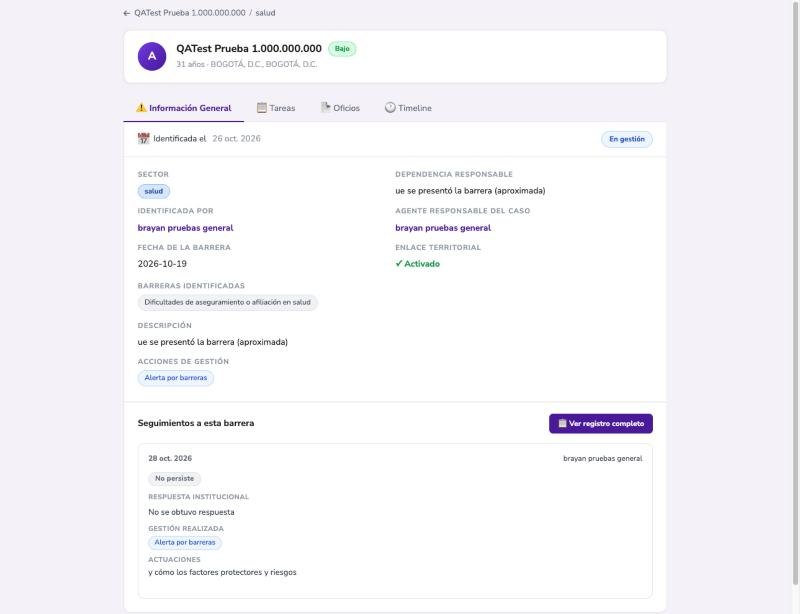 ← QATest Prueba 1.000.000.000 / salud
A
QATest Prueba 1.000.000.000 Bajo
31 años · BOGOTÁ, D.C., BOGOTÁ, D.C.
Información General Tareas Oficios Timeline
Identificada el 26 oct. 2026 En gestión
SECTOR
salud
DEPENDENCIA RESPONSABLE
ue se presentó la barrera (aproximada)
IDENTIFICADA POR
brayan pruebas general
AGENTE RESPONSABLE DEL CASO
brayan pruebas general
FECHA DE LA BARRERA
2026-10-19
ENLACE TERRITORIAL
✓ Activado
BARRERAS IDENTIFICADAS
Dificultades de aseguramiento o afiliación en salud
DESCRIPCIÓN
ue se presentó la barrera (aproximada)
ACCIONES DE GESTIÓN
Alerta por barreras
Seguimientos a esta barrera Ver registro completo
28 oct. 2026 brayan pruebas general
No persiste
RESPUESTA INSTITUCIONAL
No se obtuvo respuesta
GESTIÓN REALIZADA
Alerta por barreras
ACTUACIONES
y cómo los factores protectores y riesgos